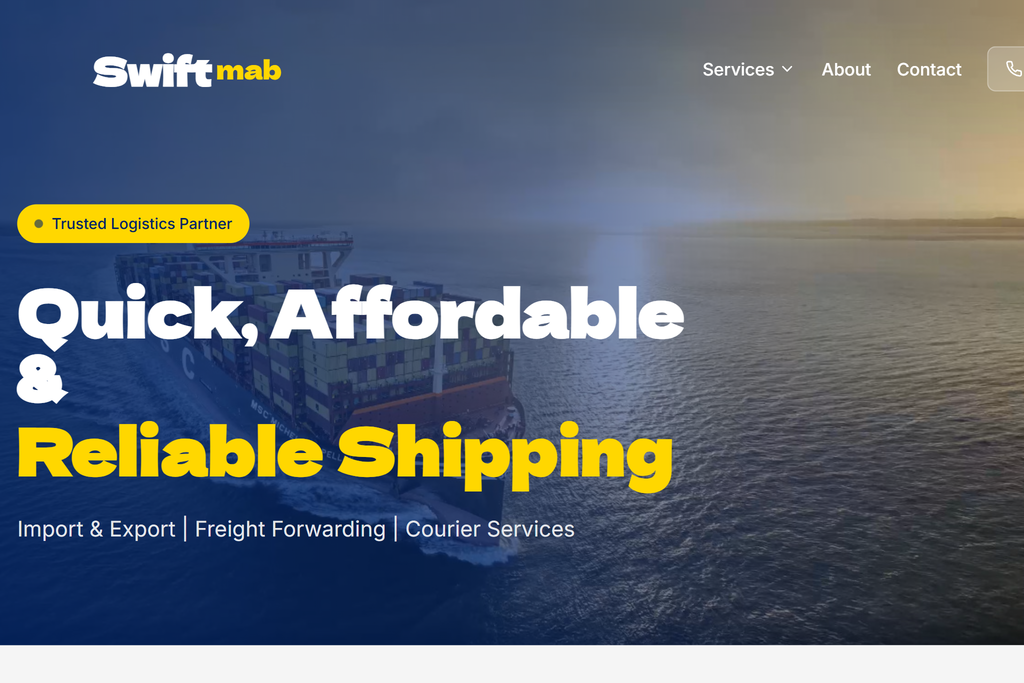 Swift mab
Services
About
Contact
Trusted Logistics Partner
Quick, Affordable
&
Reliable Shipping
Import & Export | Freight Forwarding | Courier Services